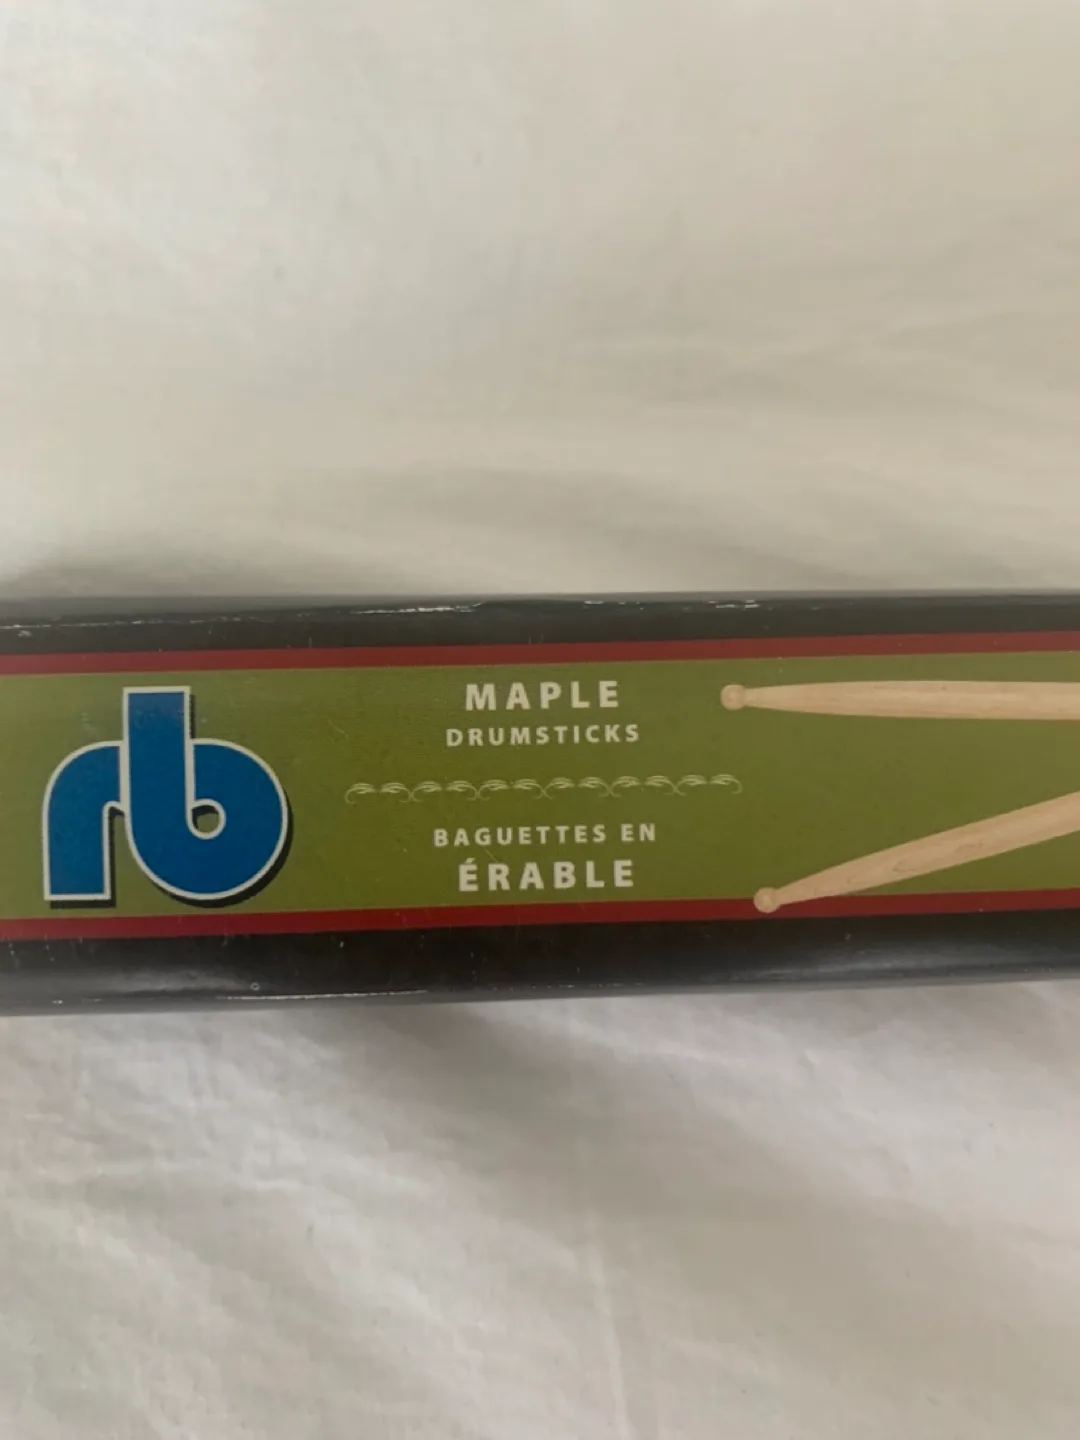 rb
MAPLE
DRUMSTICKS
BAGUETTES EN
ÉRABLE